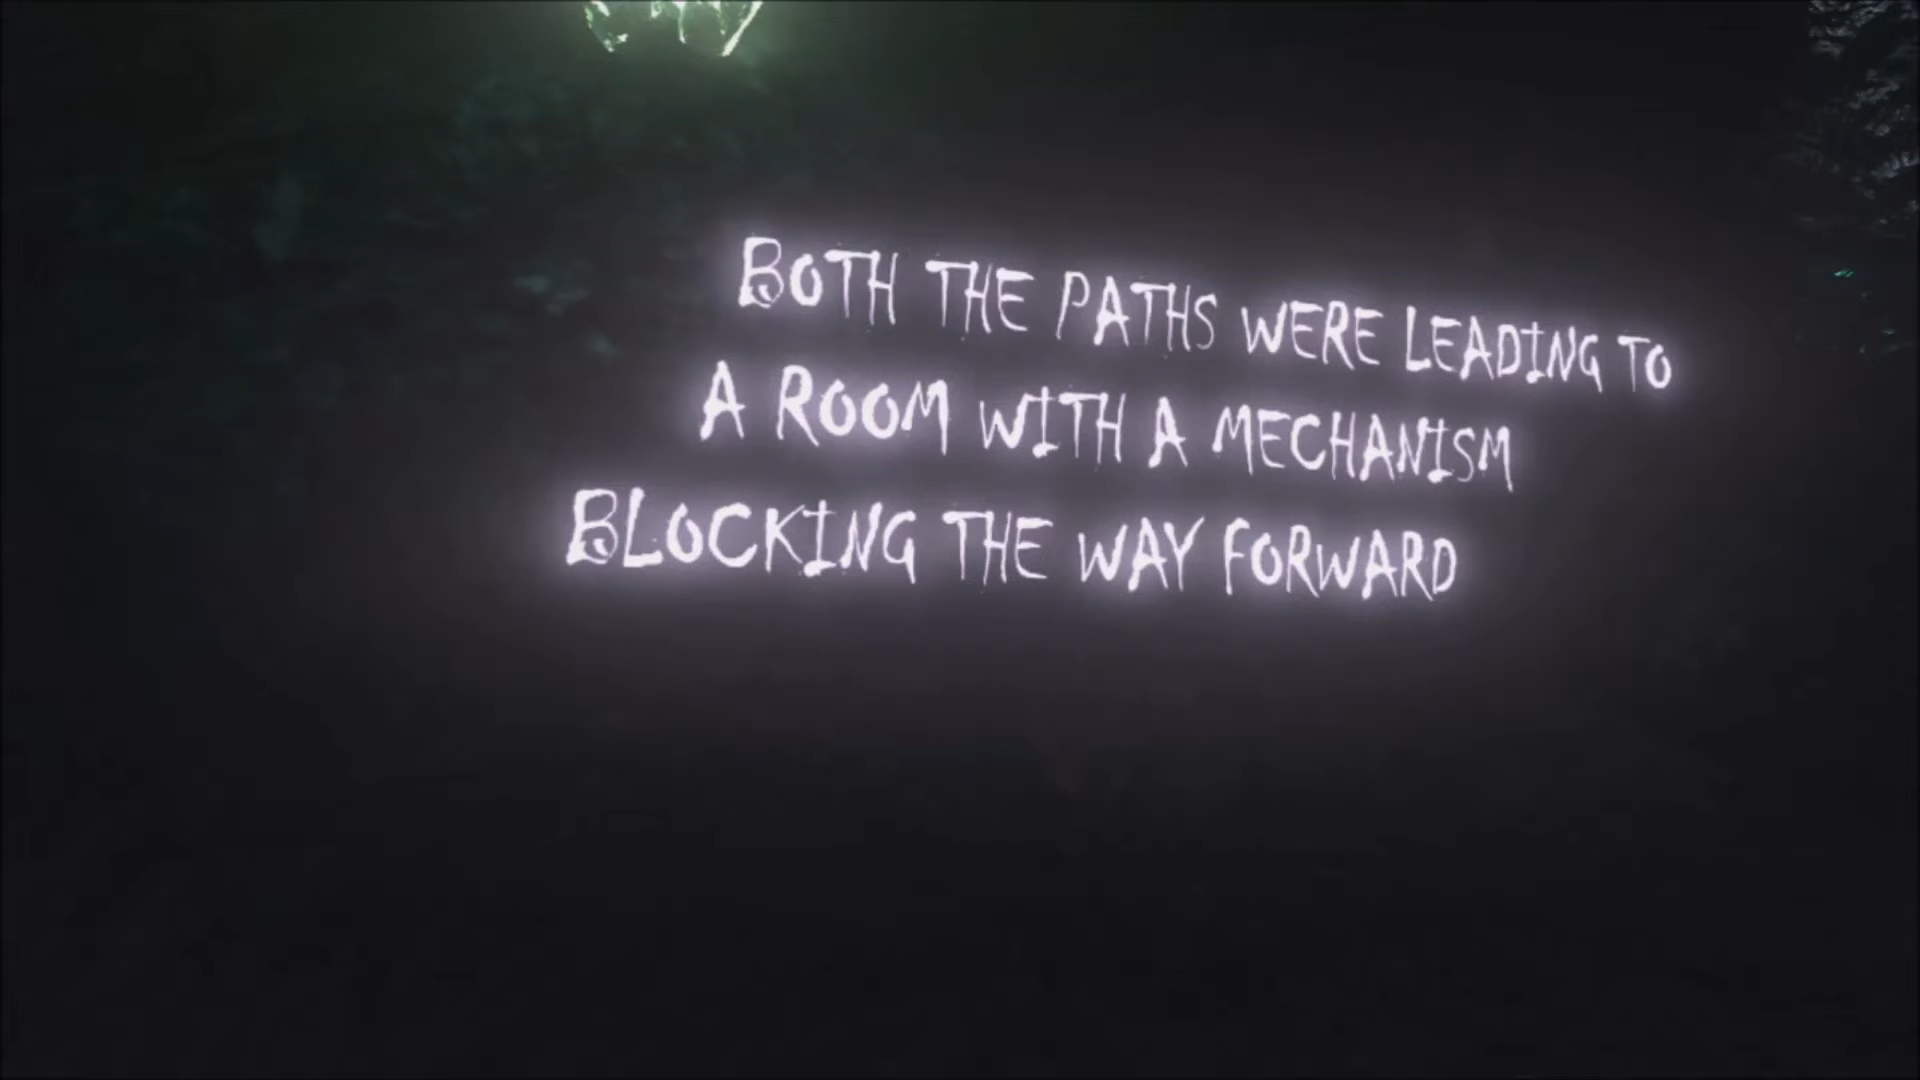 BOTH THE PATHS WERE LEADING TO
A ROOM WITH A MECHANISM
BLOCKING THE WAY FORWARD